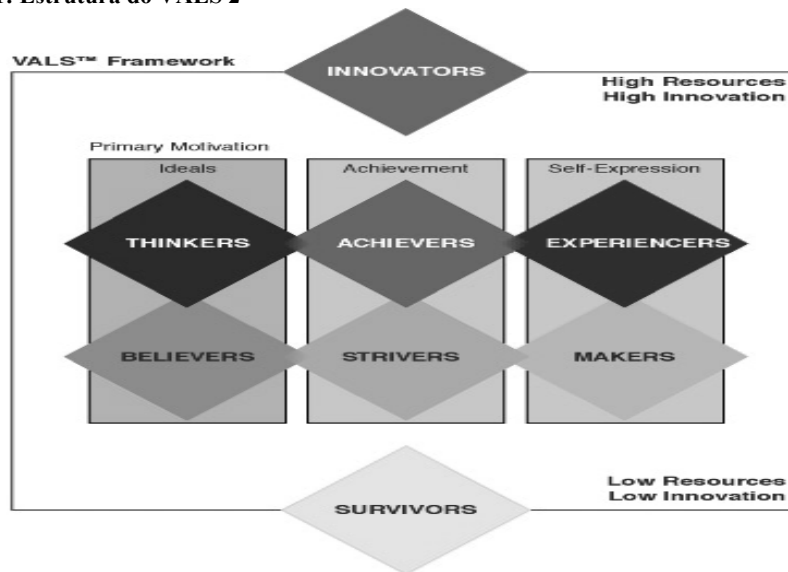 Estrutura do VALS 2
VALS™ Framework
INNOVATORS
High Resources
High Innovation
Primary Motivation
Ideals
Achievement
Self-Expression
THINKERS
ACHIEVERS
EXPERIENCERS
BELIEVERS
STRIVERS
MAKERS
Low Resources
Low Innovation
SURVIVORS